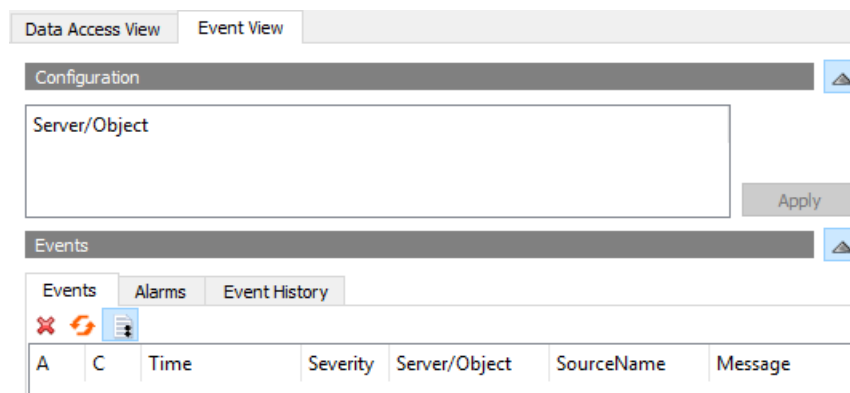 Data Access View Event View
Configuration
Server/Object
Apply
Events
Events Alarms Event History
A C Time Severity Server/Object SourceName Message